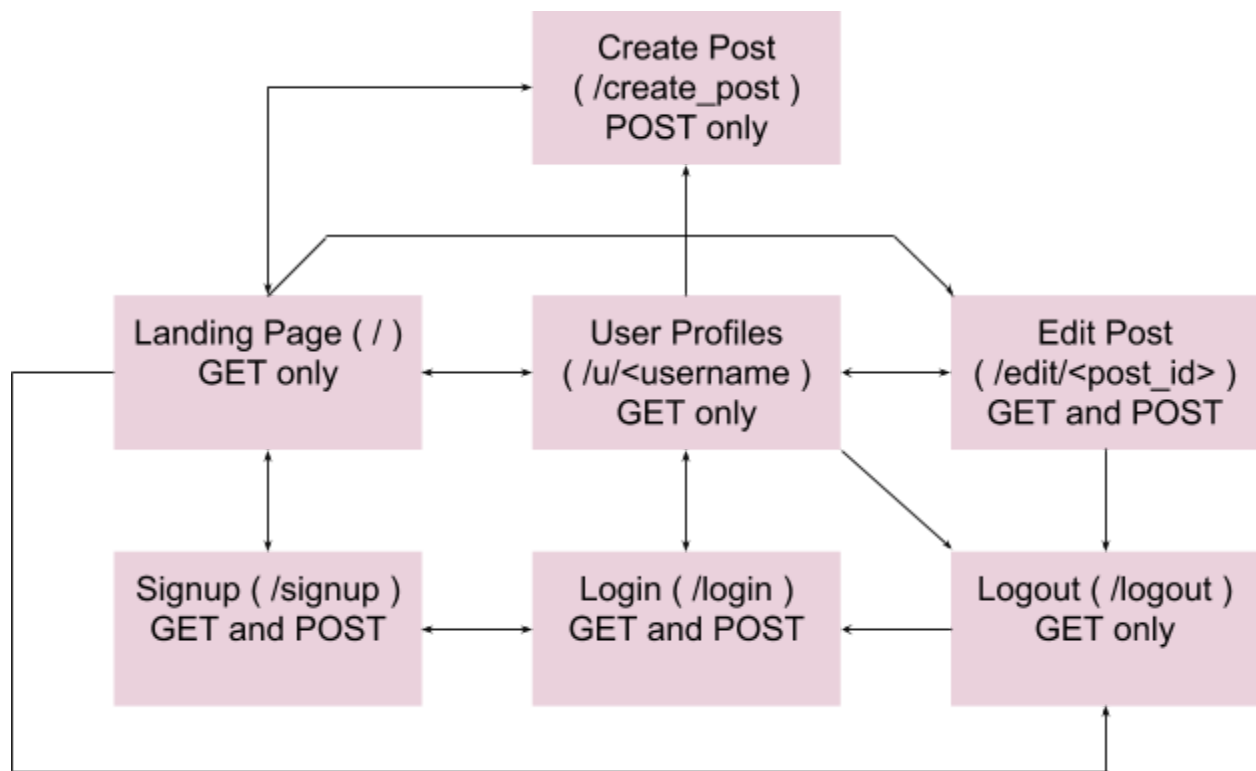 Create Post
( /create_post )
POST only
Landing Page ( / )
GET only
User Profiles
( /u/<username )
GET only
Edit Post
( /edit/<post_id> )
GET and POST
Signup ( /signup )
GET and POST
Login ( /login )
GET and POST
Logout ( /logout )
GET only